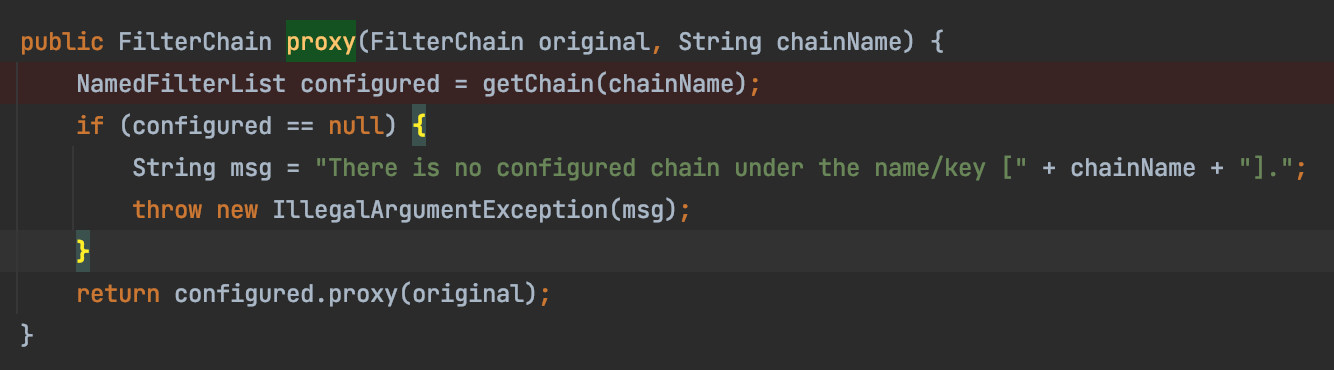 public FilterChain proxy(FilterChain original, String chainName) {
    NamedFilterList configured = getChain(chainName);
    if (configured == null) {
        String msg = "There is no configured chain under the name/key [" + chainName + "].";
        throw new IllegalArgumentException(msg);
    }
    return configured.proxy(original);
}